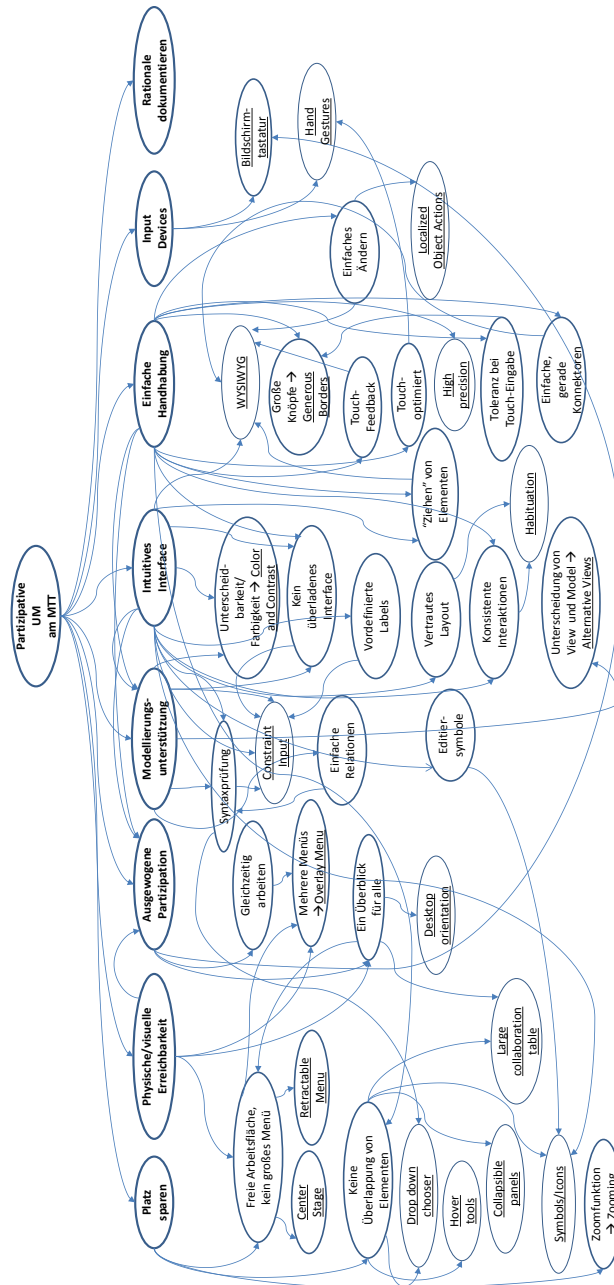 Partizipative
UM
am MTT
Platz
sparen
Physische/visuelle
Erreichbarkeit
Ausgewogene
Partizipation
Modellierungs-
unterstützung
Intuitives
Interface
Einfache
Handhabung
Input
Devices
Rationale
dokumentieren
Freie Arbeitsfläche,
kein großes Menü
Center
Stage
Retractable
Menu
Keine
Überlappung von
Elementen
Drop down
chooser
Hover
tools
Collapsible
panels
Large
collaboration
table
Symbols/Icons
Zoomfunktion
→ Zooming
Gleichzeitig
arbeiten
Mehrere Menüs
→Overlay Menu
Ein Überblick
für alle
Desktop
orientation
Syntaxprüfung
Constraint
Input
Einfache
Relationen
Editier-
symbole
Unterscheid-
barkeit/
Farbigkeit → Color
and Contrast
Kein
überladenes
Interface
Vordefinierte
Labels
Vertrautes
Layout
Konsistente
Interaktionen
Habituation
Unterscheidung von
View und Model →
Alternative Views
WYSIWYG
Große
Knöpfe →
Generous
Borders
Touch-
Feedback
Touch-
optimiert
"Ziehen" von
Elementen
High
precision
Toleranz bei
Touch-Eingabe
Einfache,
gerade
Konnektoren
Einfaches
Ändern
Localized
Object Actions
Bildschirm-
tastatur
Hand
Gestures